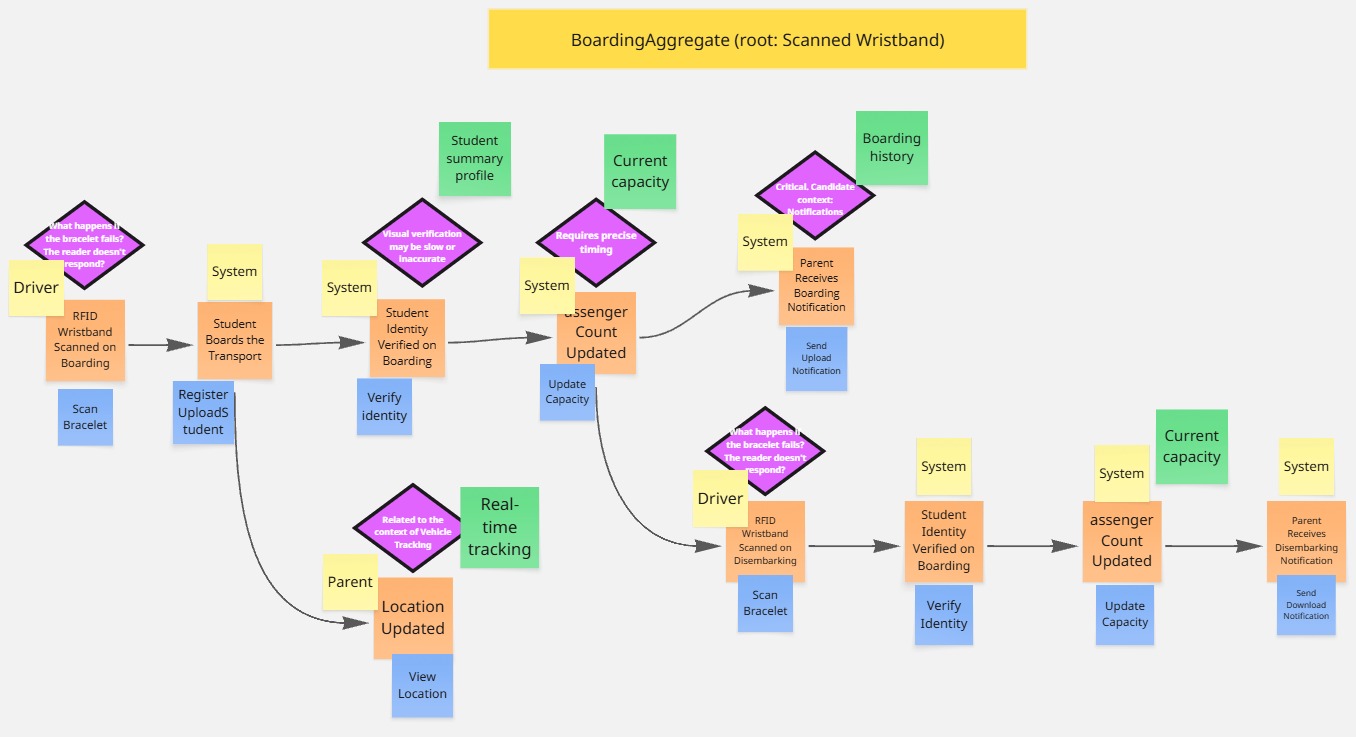 BoardingAggregate (root: Scanned Wristband)
What happens if
the bracelet fails?
The reader doesn't
respond?
Driver
RFID
Wristband
Scanned on
Boarding
Scan
Bracelet
System
Student
Boards the
Transport
Register
UploadS
tudent
Student
summary
profile
Visual verification
may be slow or
inaccurate
System
Student
Identity
Verified on
Boarding
Verify
identity
Current
capacity
Requires precise
timing
System
assenger
Count
Updated
Update
Capacity
Boarding
history
Critical. Candidate
context:
Notifications
System
Parent
Receives
Boarding
Notification
Send
Upload
Notification
Related to the
context of Vehicle
Tracking
Real-
time
tracking
Parent
Location
Updated
View
Location
What happens if
the bracelet fails?
The reader doesn't
respond?
Driver
RFID
Wristband
Scanned on
Disembarking
Scan
Bracelet
System
Student
Identity
Verified on
Boarding
Verify
Identity
System
Current
capacity
assenger
Count
Updated
Update
Capacity
System
Parent
Receives
Disembarking
Notification
Send
Download
Notification